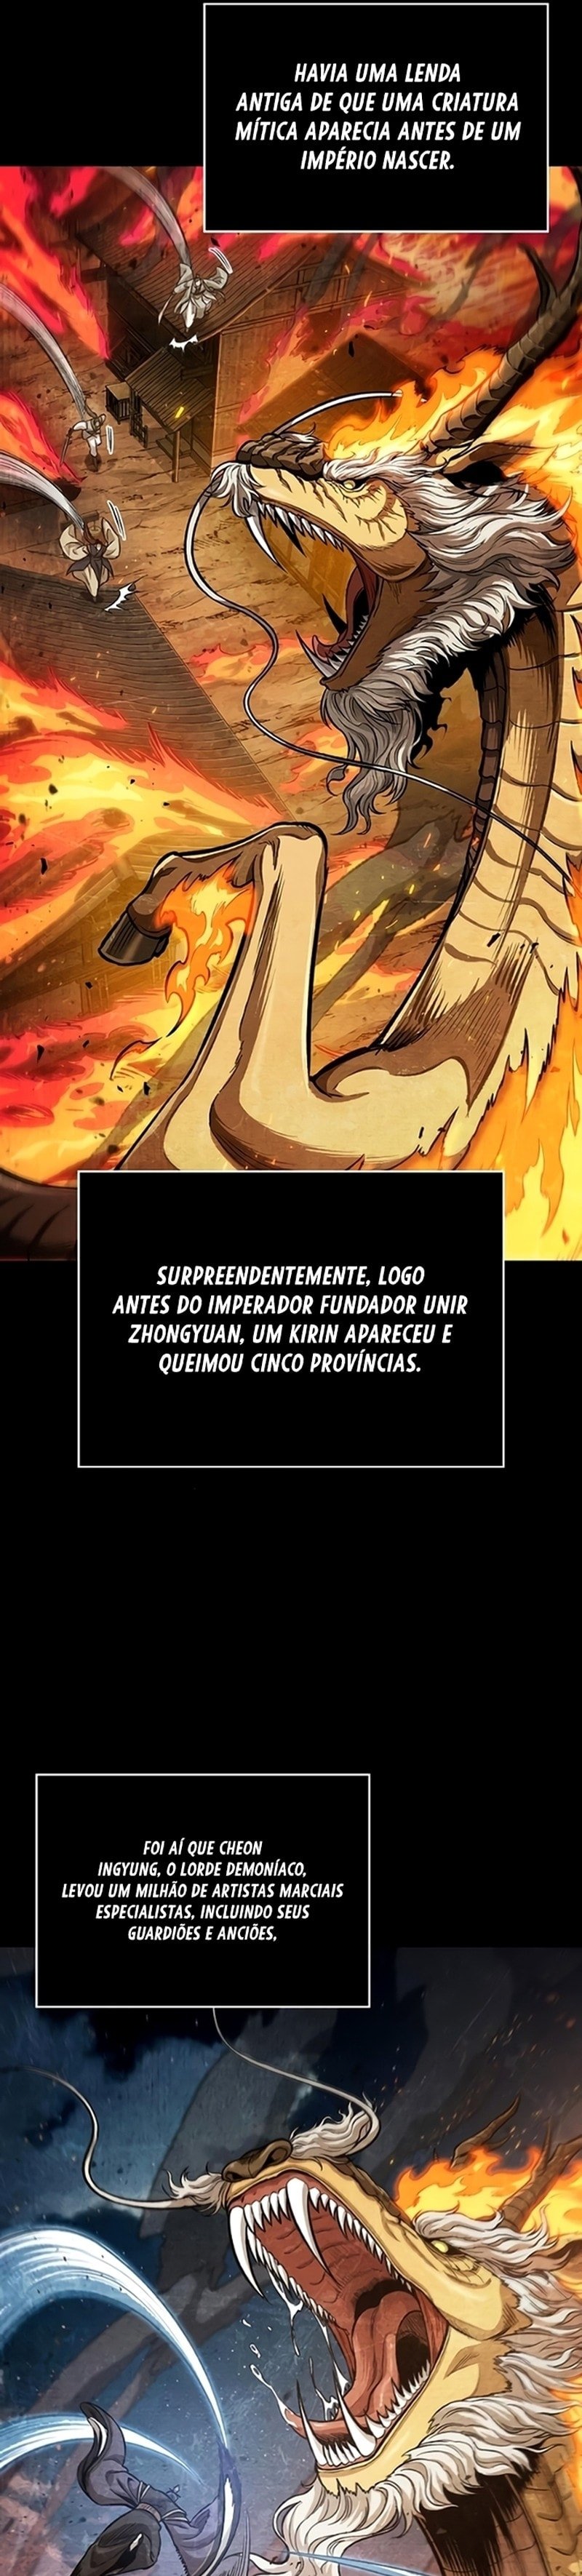 HAVIA UMA LENDA
ANTIGA DE QUE UMA CRIATURA
MÍTICA APARECIA ANTES DE UM
IMPÉRIO NASCER.
SURPREENDENTEMENTE, LOGO
ANTES DO IMPERADOR FUNDADOR UNIR
ZHONGYUAN, UM KIRIN APARECEU E
QUEIMOU CINCO PROVÍNCIAS.
FOI AÍ QUE CHEON
INGYUNG, O LORDE DEMONÍACO,
LEVOU UM MILHÃO DE ARTISTAS MARCIAIS
ESPECIALISTAS, INCLUINDO SEUS
GUARDIÕES E ANCIÕES,